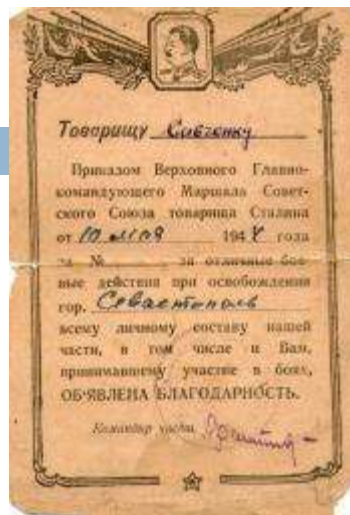 Товарищу Савченку
Приказом Верховного Главно-
командующего Маршала Совет-
ского Союза товарища Сталина
от 10 мая 1944 года
за № за отличные бое-
вые действия при освобождении
гор. Севастополь
всему личному составу нашей
части, в том числе и Вам,
принимавшему участие в боях,
ОБ'ЯВЛЕНА БЛАГОДАРНОСТЬ.
Командир части